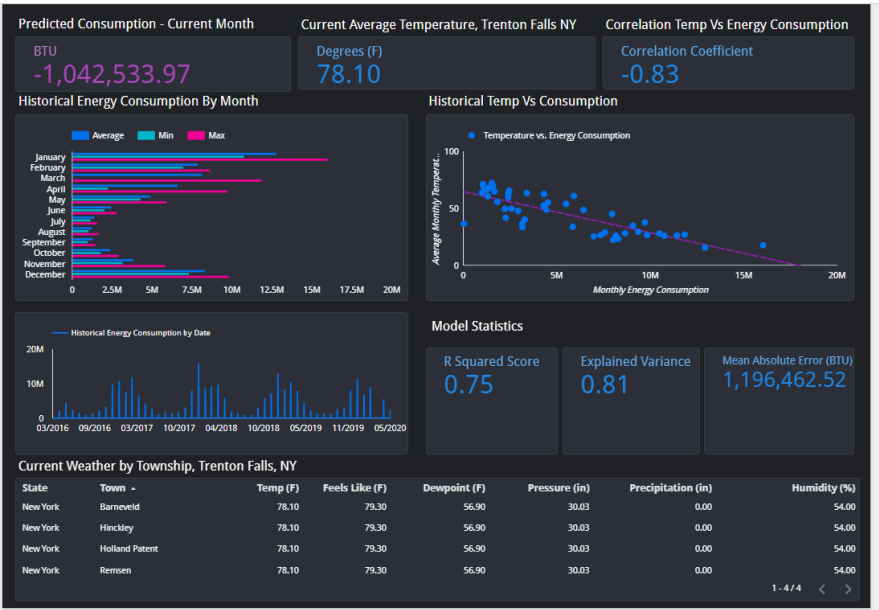 Predicted Consumption - Current Month
Current Average Temperature, Trenton Falls NY
Correlation Temp Vs Energy Consumption
BTU
-1,042,533.97
Degrees (F)
78.10
Correlation Coefficient
-0.83
Historical Energy Consumption By Month
Average Min Max
January
February
March
April
May
June
July
August
September
October
November
December
0 2.5M 5M 7.5M 10M 12.5M 15M 17.5M 20M
Historical Temp Vs Consumption
Temperature vs. Energy Consumption
Average Monthly Temperat..
100
50
0
0 5M 10M 15M 20M
Monthly Energy Consumption
Historical Energy Consumption by Date
20M
10M
0
03/2016 09/2016 03/2017 10/2017 04/2018 10/2018 05/2019 11/2019 05/2020
Model Statistics
R Squared Score
0.75
Explained Variance
0.81
Mean Absolute Error (BTU)
1,196,462.52
Current Weather by Township, Trenton Falls, NY
State Town Temp (F) Feels Like (F) Dewpoint (F) Pressure (in) Precipitation (in) Humidity (%)
New York Barneveld 78.10 79.30 56.90 30.03 0.00 54.00
New York Hinckley 78.10 79.30 56.90 30.03 0.00 54.00
New York Holland Patent 78.10 79.30 56.90 30.03 0.00 54.00
New York Remsen 78.10 79.30 56.90 30.03 0.00 54.00
1 - 4 / 4